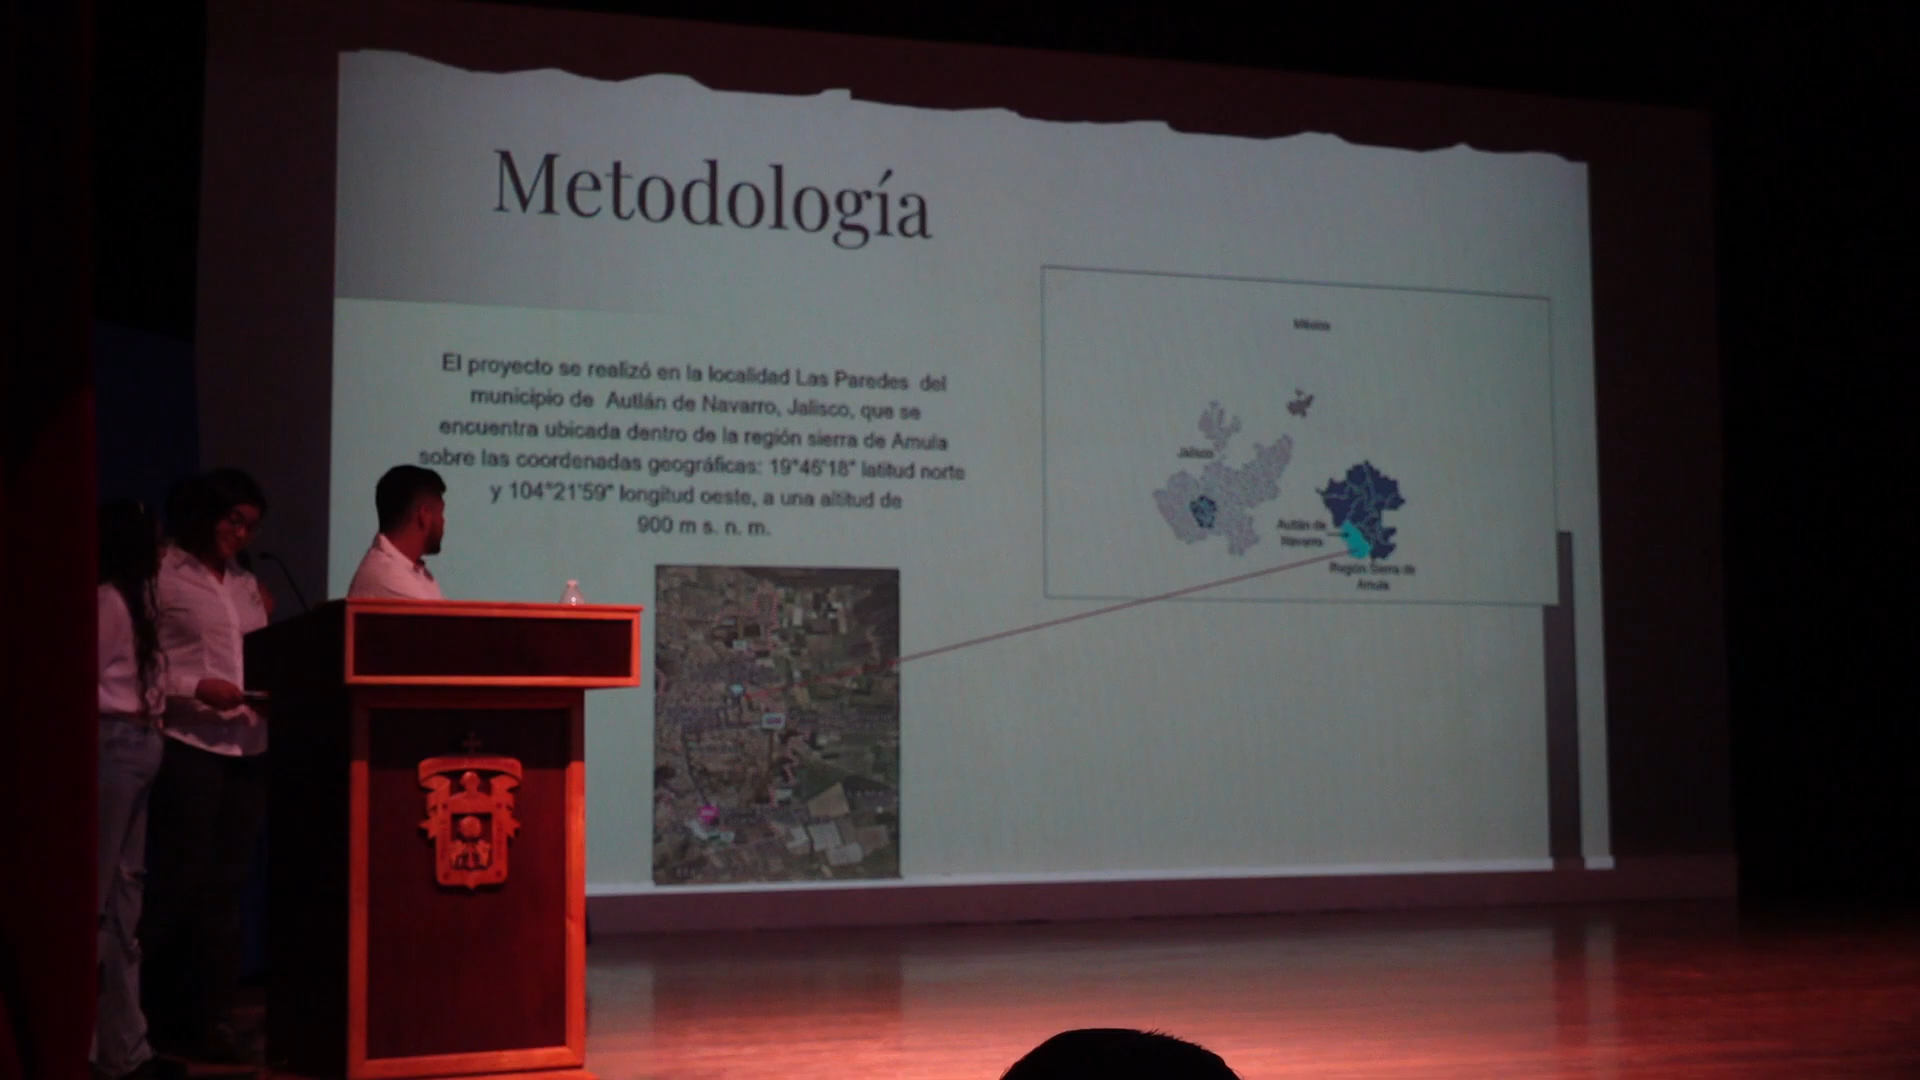 Metodología
El proyecto se realizó en la localidad Las Paredes del
municipio de Autlán de Navarro, Jalisco, que se
encuentra ubicada dentro de la región sierra de Amula
sobre las coordenadas geográficas: 19°46'18" latitud norte
y 104°21'59" longitud oeste, a una altitud de
900 m s. n. m.
México
Jalisco
Autlán de
Navarro
Región Sierra de
Amula